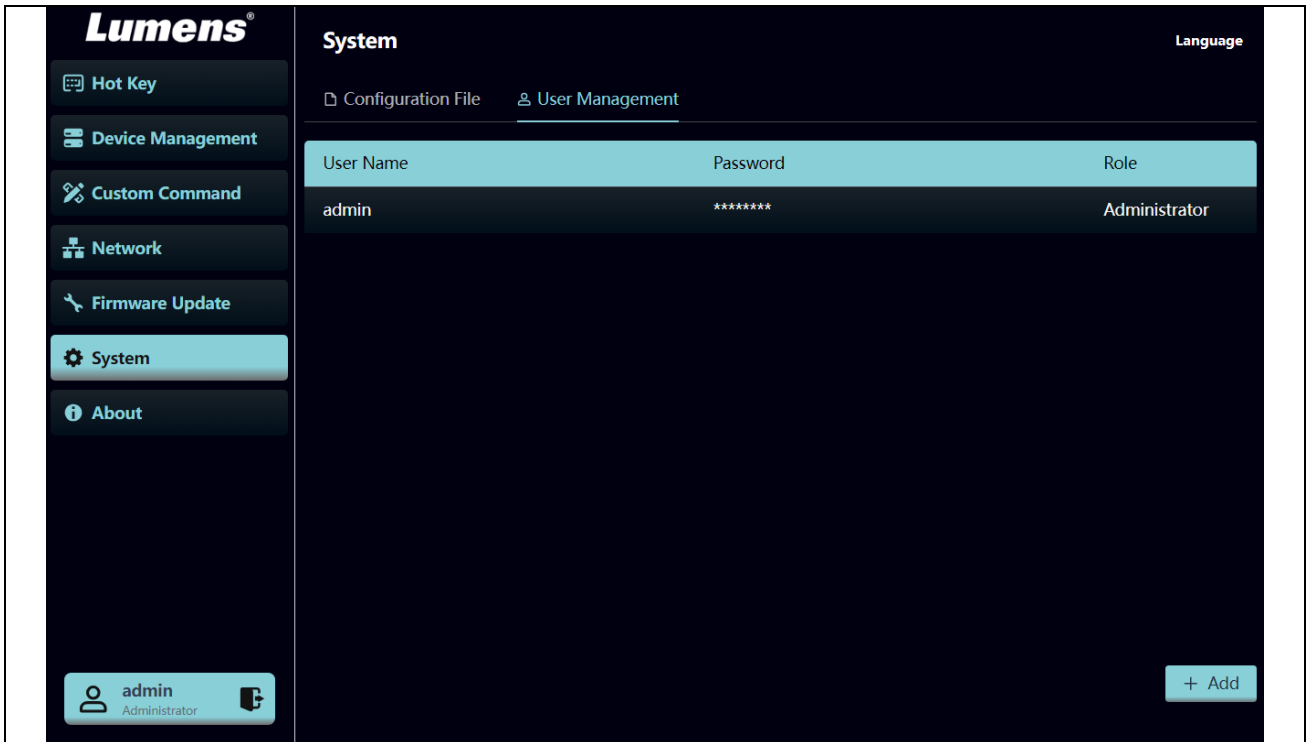 Lumens®
Hot Key
Device Management
Custom Command
Network
Firmware Update
System
About
admin
Administrator
System
Language
Configuration File
User Management
User Name Password Role
admin ******** Administrator
+ Add